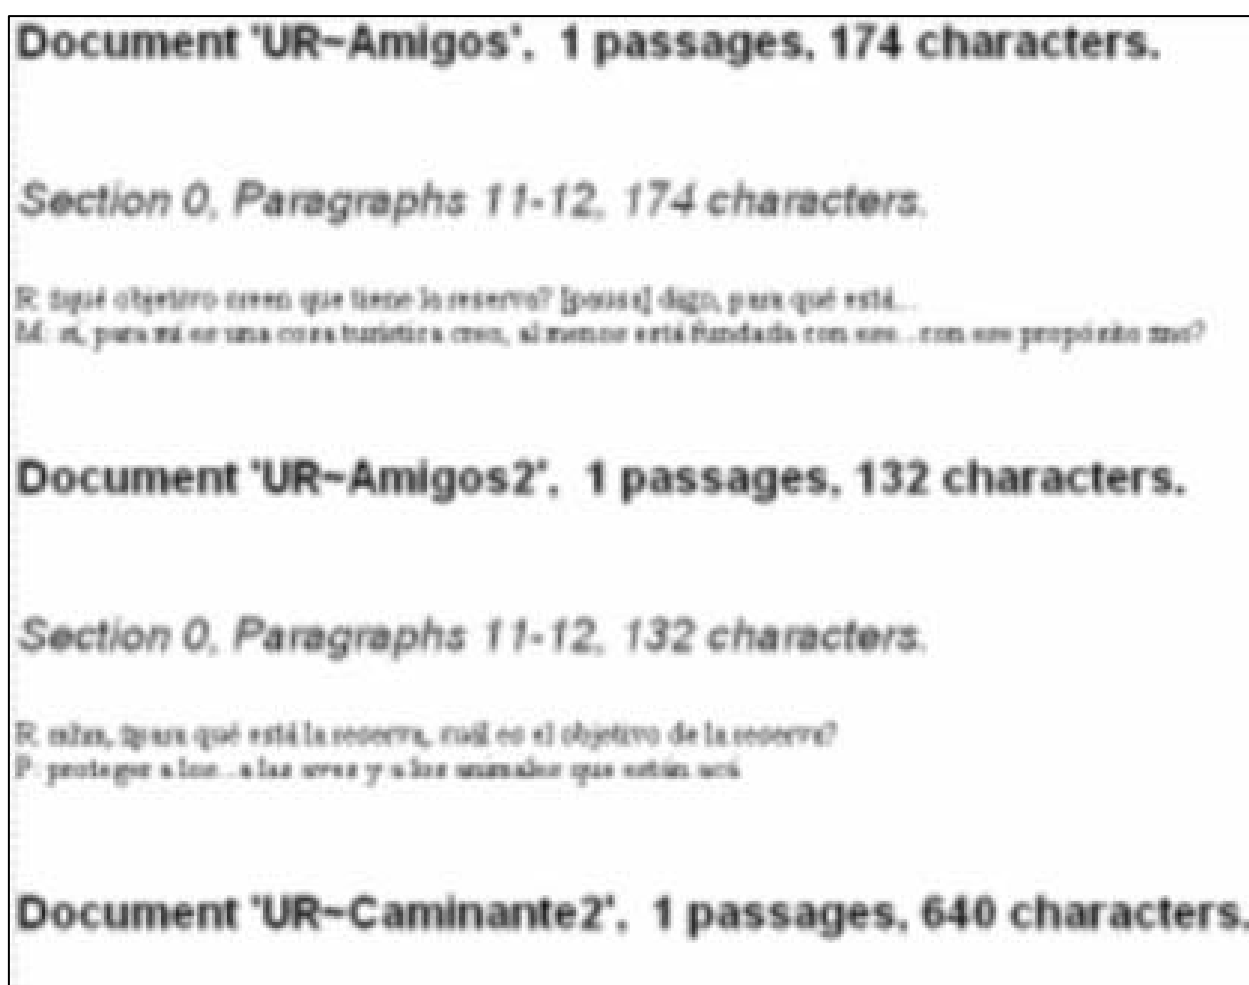 Document 'UR~Amigos',  1 passages, 174 characters.
Section 0, Paragraphs 11-12, 174 characters.
R: ¿qué objetivo creen que tiene la reserva? [pausa] digo, para qué está...
M: sí, para mí es una cosa turística creo, al menos está fundada con ese...con ese propósito ¿no?
Document 'UR~Amigos2',  1 passages, 132 characters.
Section 0, Paragraphs 11-12, 132 characters.
R: ¿para qué está la reserva, cuál es el objetivo de la reserva?
P: proteger a los...a las aves y a los animales que están acá
Document 'UR~Caminante2',  1 passages, 640 characters.